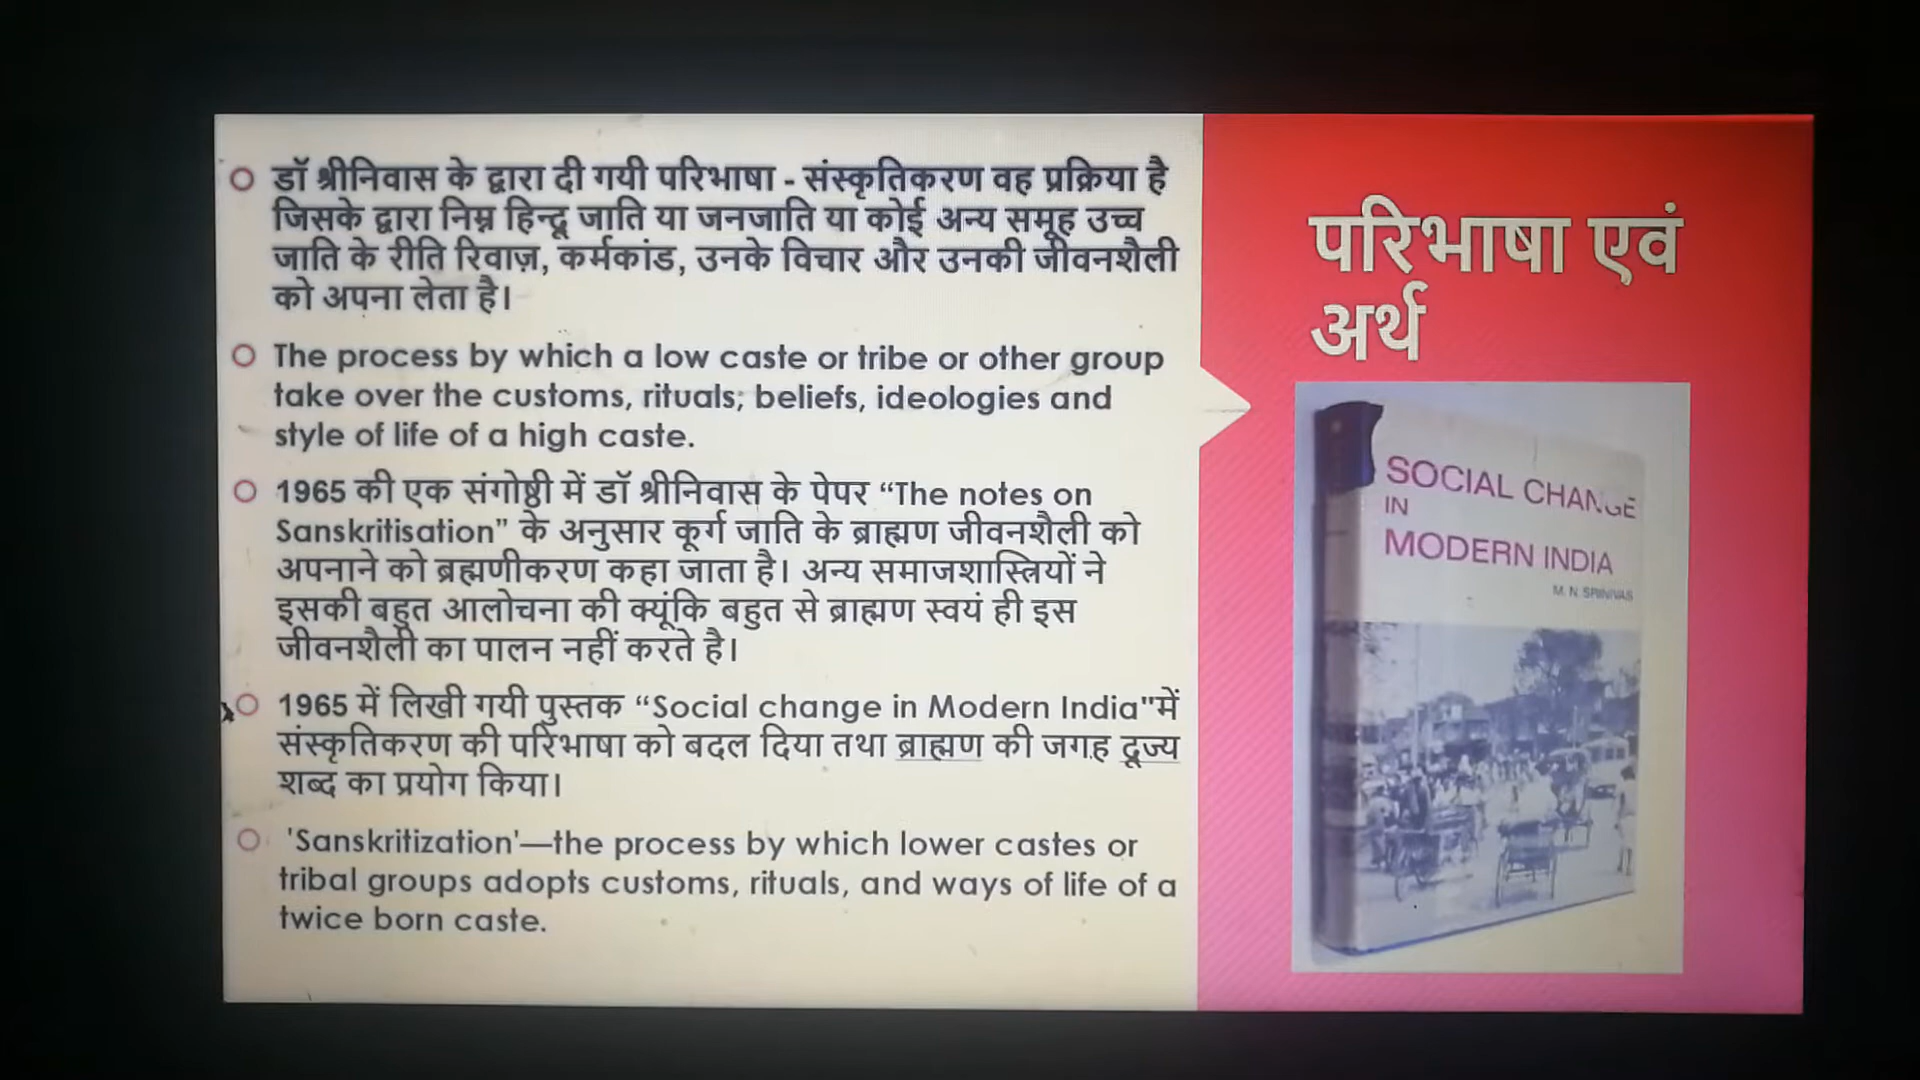 डॉ श्रीनिवास के द्वारा दी गयी परिभाषा - संस्कृतिकरण वह प्रक्रिया है
जिसके द्वारा निम्न हिन्दू जाति या जनजाति या कोई अन्य समूह उच्च
जाति के रीति रिवाज़, कर्मकांड, उनके विचार और उनकी जीवनशैली
को अपना लेता है।
The process by which a low caste or tribe or other group
take over the customs, rituals; beliefs, ideologies and
style of life of a high caste.
1965 की एक संगोष्ठी में डॉ श्रीनिवास के पेपर “The notes on
Sanskritisation” के अनुसार कूर्ग जाति के ब्राह्मण जीवनशैली को
अपनाने को ब्रह्मणीकरण कहा जाता है। अन्य समाजशास्त्रियों ने
इसकी बहुत आलोचना की क्यूंकि बहुत से ब्राह्मण स्वयं ही इस
जीवनशैली का पालन नहीं करते है।
1965 में लिखी गयी पुस्तक “Social change in Modern India"में
संस्कृतिकरण की परिभाषा को बदल दिया तथा ब्राह्मण की जगह दूज्य
शब्द का प्रयोग किया।
'Sanskritization'—the process by which lower castes or
tribal groups adopts customs, rituals, and ways of life of a
twice born caste.
परिभाषा एवं
अर्थ
SOCIAL CHANGE
IN
MODERN INDIA
M. N. SRINIVAS